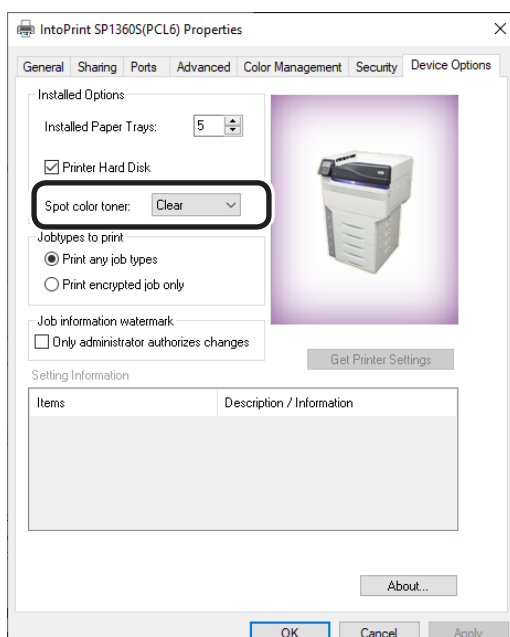 IntoPrint SP1360S(PCL6) Properties
General Sharing Ports Advanced Color Management Security Device Options
Installed Options
Installed Paper Trays: 5
Printer Hard Disk
Spot color toner: Clear
Jobtypes to print
Print any job types
Print encrypted job only
Job information watermark
Only administrator authorizes changes
Get Printer Settings
Setting Information
Items Description / Information
About...
OK Cancel Apply